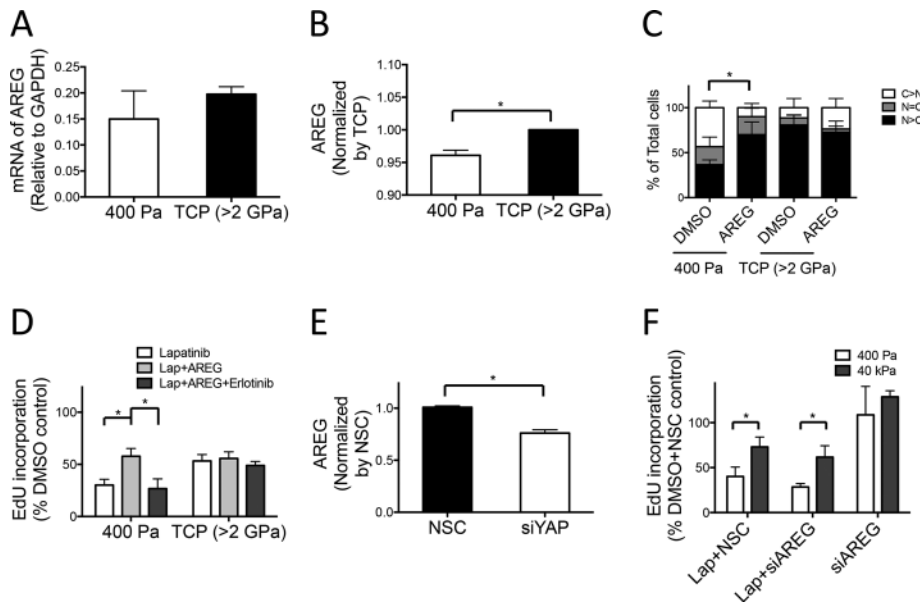 A
mRNA of AREG
(Relative to GAPDH)
0.25
0.20
0.15
0.10
0.05
0.00
400 Pa
TCP (>2 GPa)
B
AREG
(Normalized
by TCP)
1.05
1.00
0.95
0.90
*
400 Pa
TCP (>2 GPa)
C
% of Total cells
100
50
*
C>N
N=C
N>C
DMSO
AREG
DMSO
AREG
400 Pa
TCP (>2 GPa)
D
Lapatinib
Lap+AREG
Lap+AREG+Erlotinib
EdU incorporation
(% DMSO control)
100
50
0
* *
400 Pa
TCP (>2 GPa)
E
AREG
(Normalized
by NSC)
1.0
0.5
0.0
*
NSC
siYAP
F
400 Pa
40 kPa
EdU incorporation
(% DMSO+NSC control)
100
50
0
* *
Lap+NSC
Lap+siAREG
siAREG